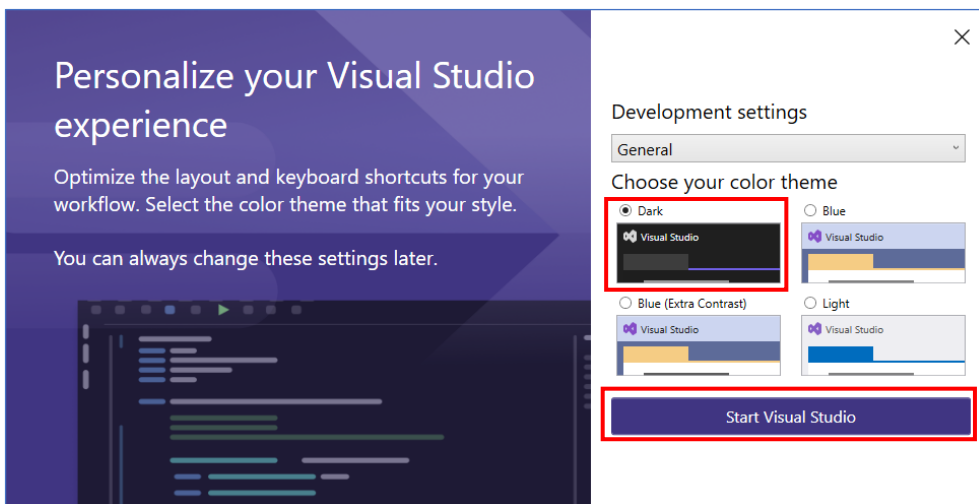 Personalize your Visual Studio
experience
Optimize the layout and keyboard shortcuts for your
workflow. Select the color theme that fits your style.
You can always change these settings later.
Development settings
General
Choose your color theme
Dark
Visual Studio
Blue
Visual Studio
Blue (Extra Contrast)
Visual Studio
Light
Visual Studio
Start Visual Studio